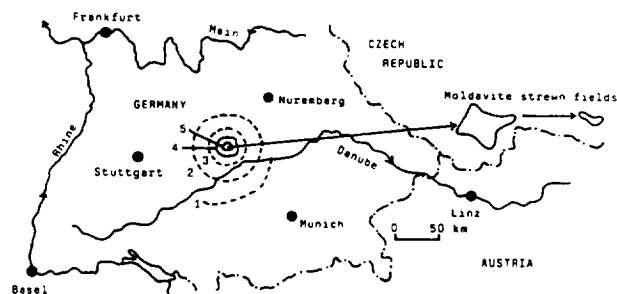 Frankfurt
Main
CZECH
REPUBLIC
Moldavite strewn fields
GERMANY
Nuremberg
5
4
3
2
1
Rhine
Stuttgart
Danube
Munich
Linz
0 50
km
AUSTRIA
Basel